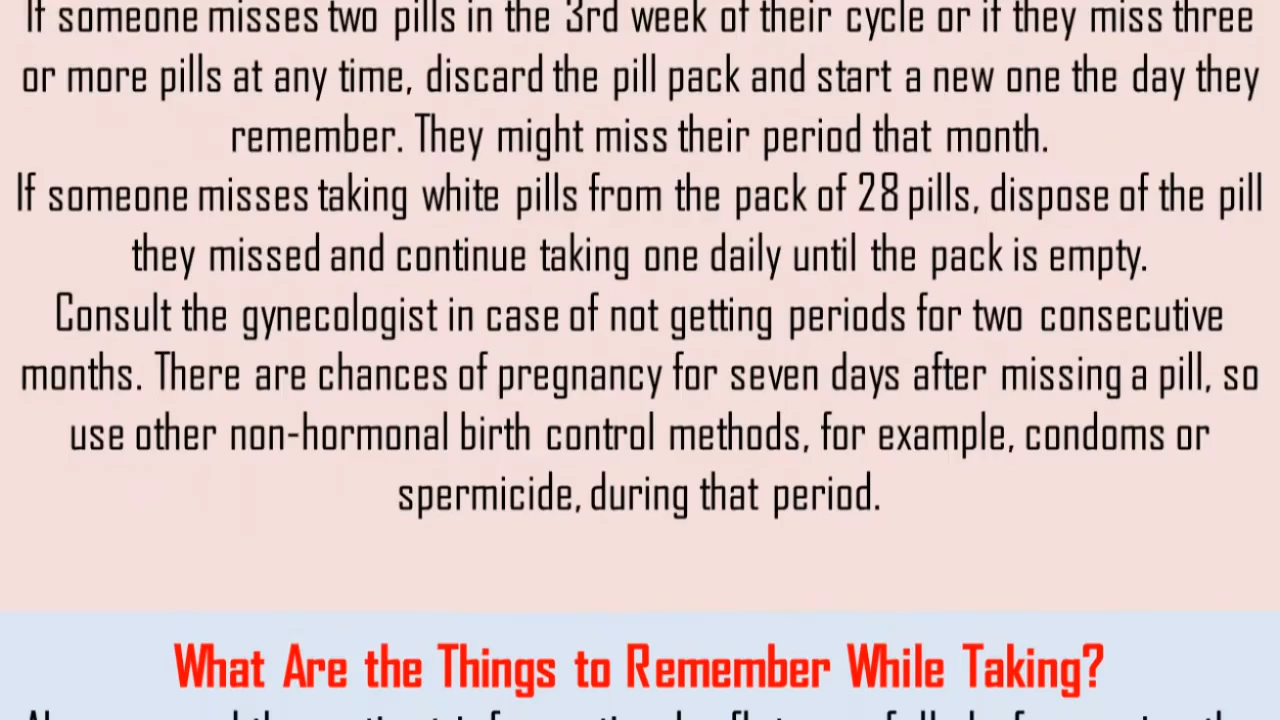 If someone misses two pills in the 3rd week of their cycle or if they miss three
or more pills at any time, discard the pill pack and start a new one the day they
remember. They might miss their period that month.
If someone misses taking white pills from the pack of 28 pills, dispose of the pill
they missed and continue taking one daily until the pack is empty.
Consult the gynecologist in case of not getting periods for two consecutive
months. There are chances of pregnancy for seven days after missing a pill, so
use other non-hormonal birth control methods, for example, condoms or
spermicide, during that period.
What Are the Things to Remember While Taking?